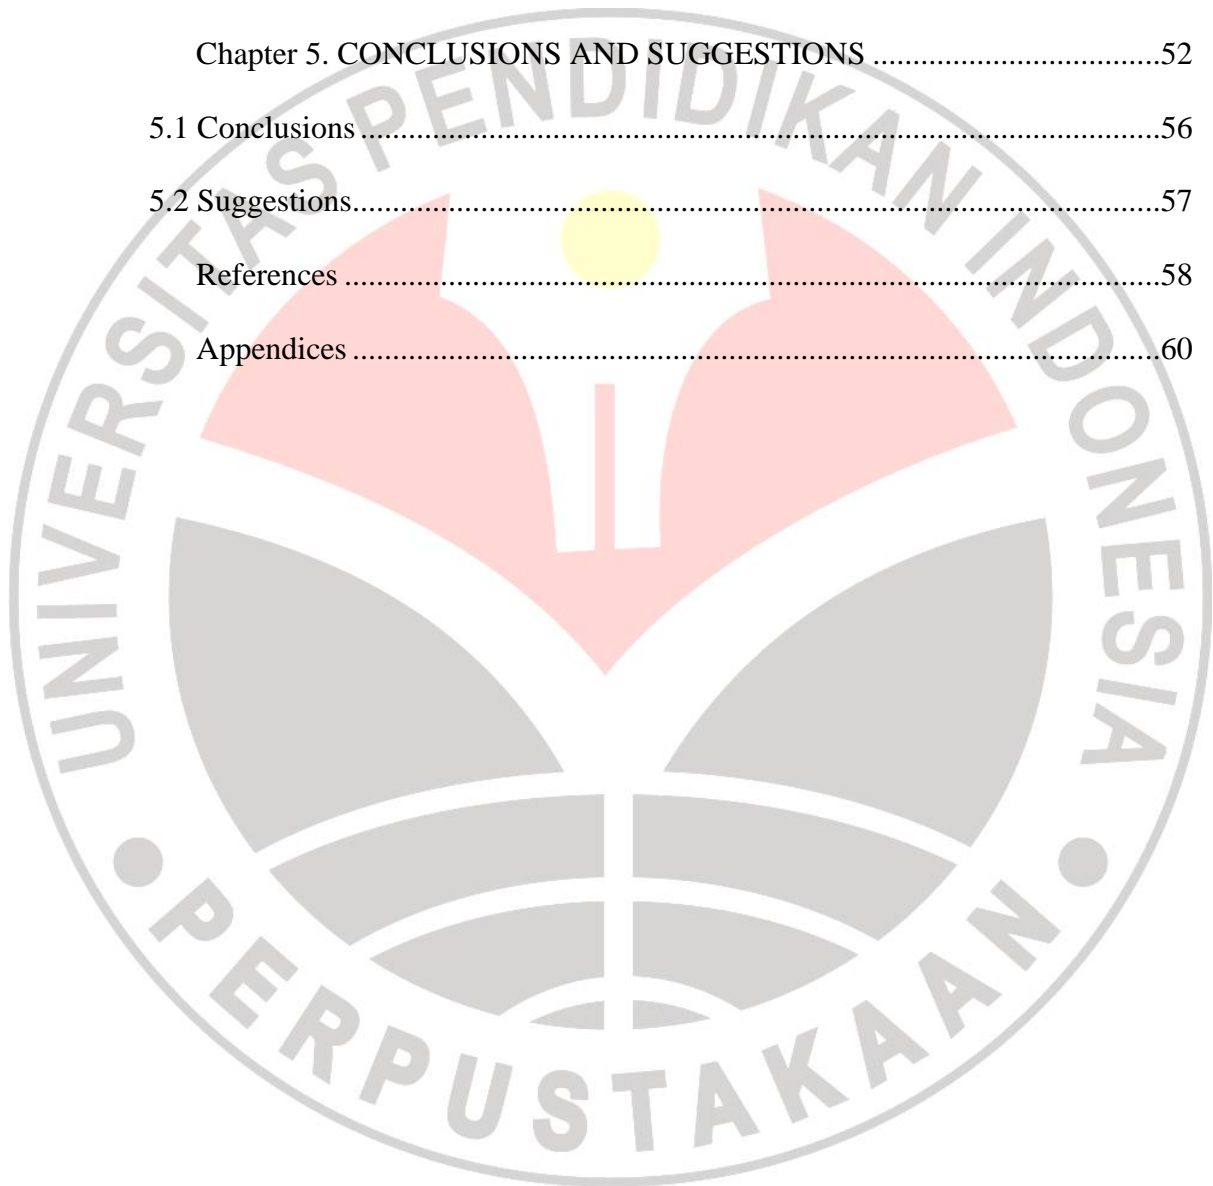 Chapter 5. CONCLUSIONS AND SUGGESTIONS ....................................52
5.1 Conclusions ......................................................................................................56
5.2 Suggestions.......................................................................................................57
References .......................................................................................................58
Appendices ......................................................................................................60
UNIVERSITAS PENDIDIKAN INDONESIA
PERPUSTAKAAN